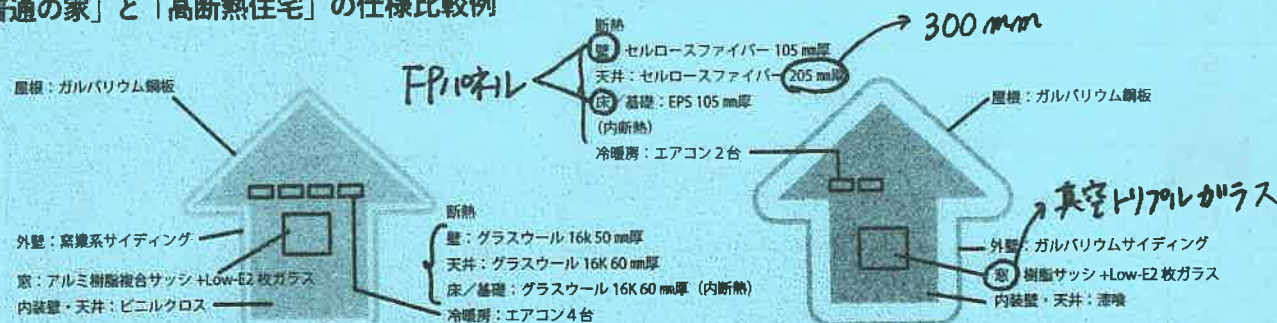 普通の家」と「高断熱住宅」の仕様比較例
断熱
壁 セルロースファイバー 105 ㎜厚
天井：セルロースファイバー 205 ㎜厚
床／基礎：EPS 105 ㎜厚
(内断熱)
冷暖房：エアコン 2 台
300 mm
FPパネル
屋根：ガルバリウム鋼板
外壁：窯業系サイディング
窓：アルミ樹脂複合サッシ +Low-E2 枚ガラス
内装壁・天井：ビニルクロス
断熱
壁：グラスウール 16k 50 ㎜厚
天井：グラスウール 16K 60 ㎜厚
床／基礎：グラスウール 16K 60 ㎜厚（内断熱）
冷暖房：エアコン 4 台
屋根：ガルバリウム鋼板
真空トリプルガラス
外壁：ガルバリウムサイディング
窓 樹脂サッシ +Low-E2 枚ガラス
内装壁・天井：漆喰